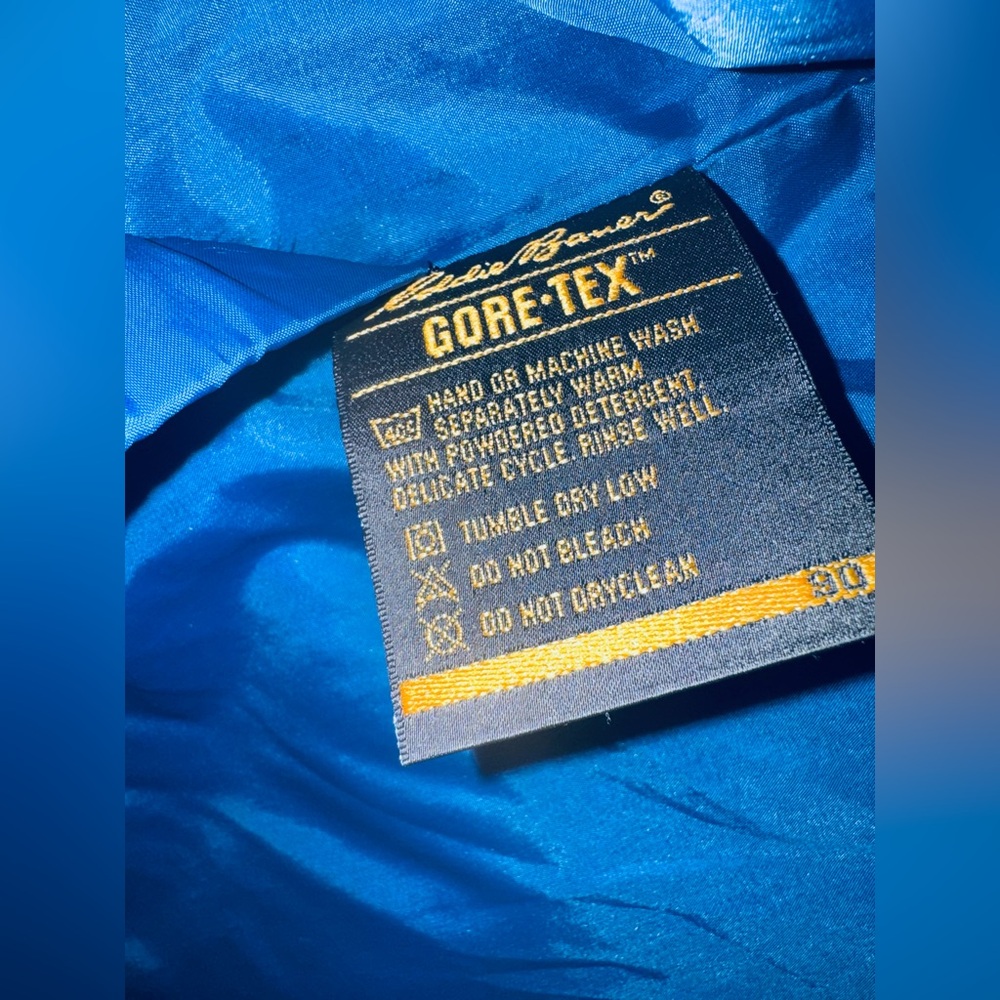 Eddie Bauer®
GORE·TEX™
HAND OR MACHINE WASH
SEPARATELY WARM
WITH POWDERED DETERGENT.
DELICATE CYCLE RINSE WELL.
TUMBLE DRY LOW
DO NOT BLEACH
DO NOT DRYCLEAN
90